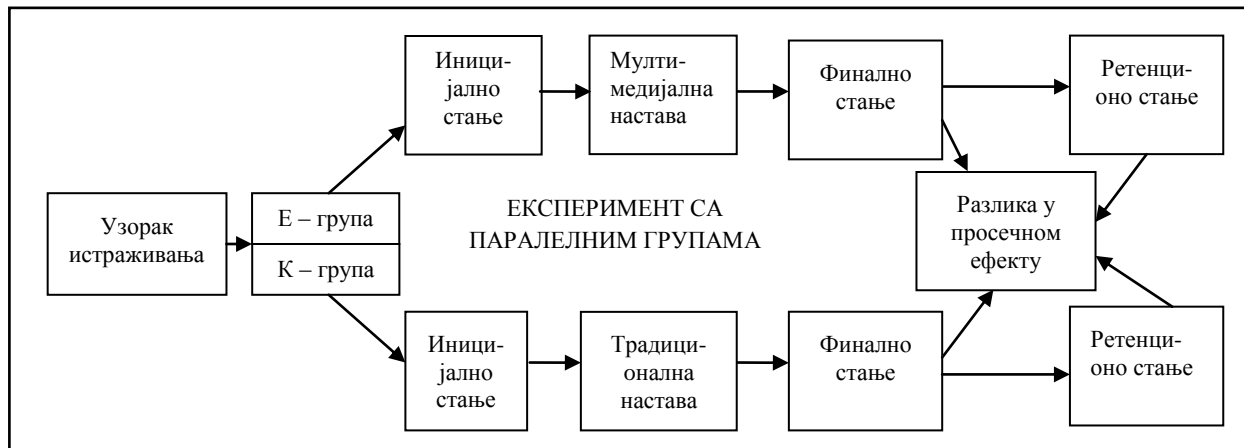 Иници-
јално
стање
Мулти-
медијална
настава
Финално
стање
Ретенци-
оно стање
Узорак
истраживања
Е – група
К – група
ЕКСПЕРИМЕНТ СА
ПАРАЛЕЛНИМ ГРУПАМА
Разлика у
просечном
ефекту
Иници-
јално
стање
Традици-
онална
настава
Финално
стање
Ретенци-
оно стање